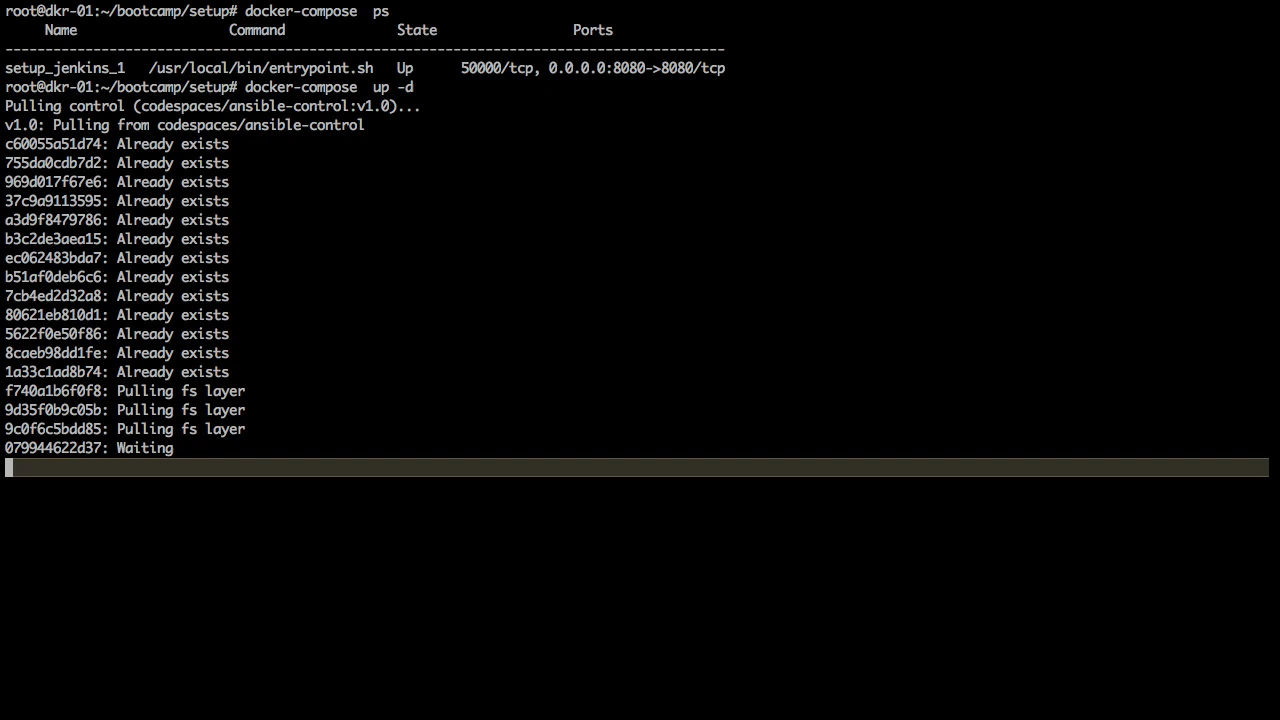 root@dkr-01:~/bootcamp/setup# docker-compose  ps
     Name                   Command              State                 Ports
------------------------------------------------------------------------------------------
setup_jenkins_1   /usr/local/bin/entrypoint.sh   Up      50000/tcp, 0.0.0.0:8080->8080/tcp
root@dkr-01:~/bootcamp/setup# docker-compose  up -d
Pulling control (codespaces/ansible-control:v1.0)...
v1.0: Pulling from codespaces/ansible-control
c60055a51d74: Already exists
755da0cdb7d2: Already exists
969d017f67e6: Already exists
37c9a9113595: Already exists
a3d9f8479786: Already exists
b3c2de3aea15: Already exists
ec062483bda7: Already exists
b51af0deb6c6: Already exists
7cb4ed2d32a8: Already exists
80621eb810d1: Already exists
5622f0e50f86: Already exists
8caeb98dd1fe: Already exists
1a33c1ad8b74: Already exists
f740a1b6f0f8: Pulling fs layer
9d35f0b9c05b: Pulling fs layer
9c0f6c5bdd85: Pulling fs layer
079944622d37: Waiting